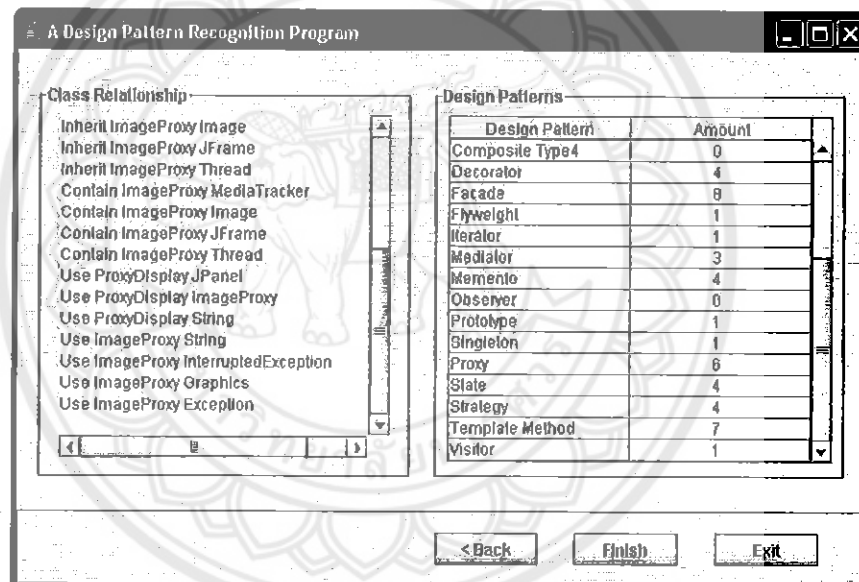 A Design Pattern Recognition Program
Class Relationship
Inherit ImageProxy Image
Inherit ImageProxy JFrame
Inherit ImageProxy Thread
Contain ImageProxy MediaTracker
Contain ImageProxy Image
Contain ImageProxy JFrame
Contain ImageProxy Thread
Use ProxyDisplay JPanel
Use ProxyDisplay ImageProxy
Use ProxyDisplay String
Use ImageProxy String
Use ImageProxy InterruptedException
Use ImageProxy Graphics
Use ImageProxy Exception
Design Patterns
Design Pattern Amount
Composite Type4 0
Decorator 4
Facade 8
Flyweight 1
Iterator 1
Mediator 3
Memento 4
Observer 0
Prototype 1
Singleton 1
Proxy 6
State 4
Strategy 4
Template Method 7
Visitor 1
< Back Finish Exit